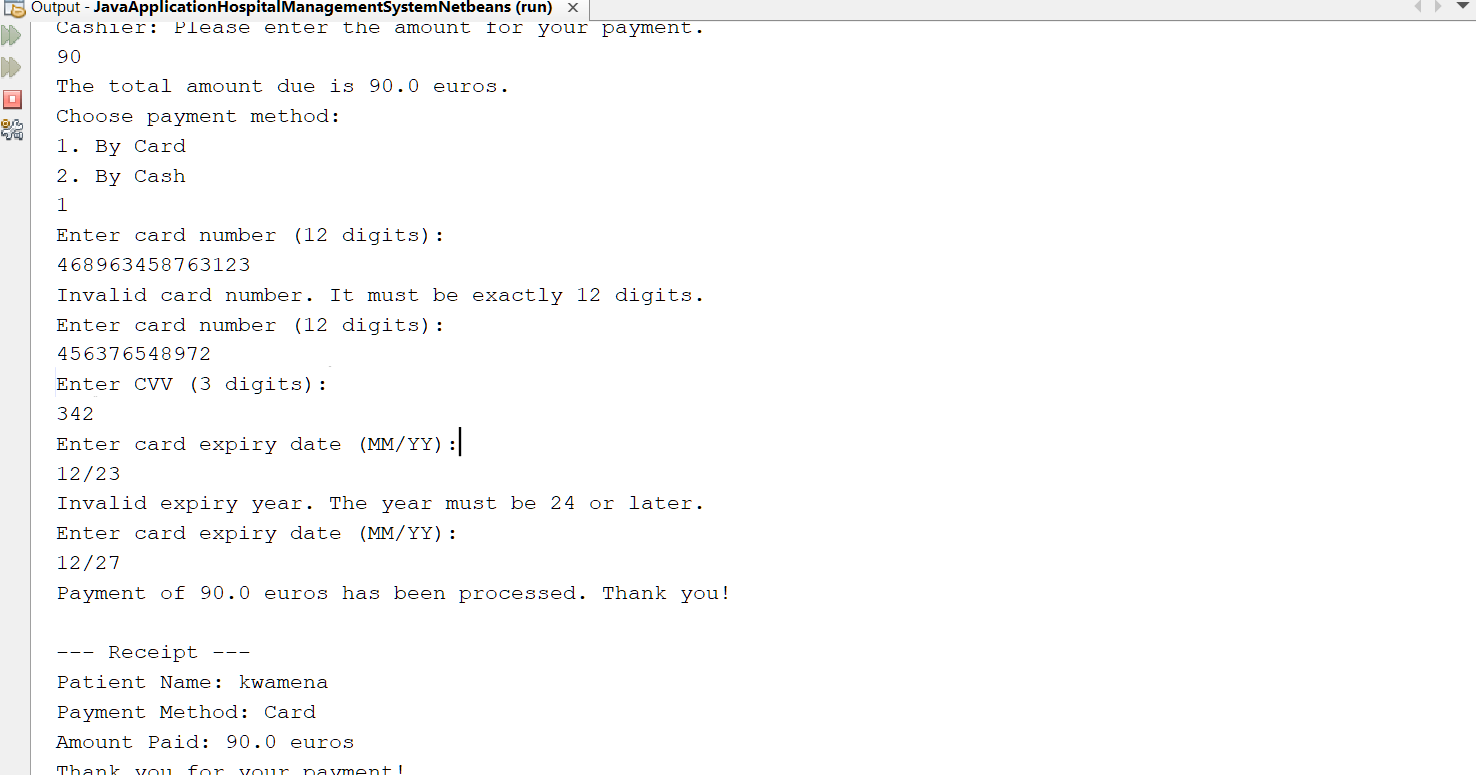 Output - JavaApplicationHospitalManagementSystemNetbeans (run)
Cashier: Please enter the amount for your payment.
90
The total amount due is 90.0 euros.
Choose payment method:
1. By Card
2. By Cash
1
Enter card number (12 digits):
468963458763123
Invalid card number. It must be exactly 12 digits.
Enter card number (12 digits):
456376548972
Enter CVV (3 digits):
342
Enter card expiry date (MM/YY):
12/23
Invalid expiry year. The year must be 24 or later.
Enter card expiry date (MM/YY):
12/27
Payment of 90.0 euros has been processed. Thank you!
--- Receipt ---
Patient Name: kwamena
Payment Method: Card
Amount Paid: 90.0 euros
Thank you for your payment!